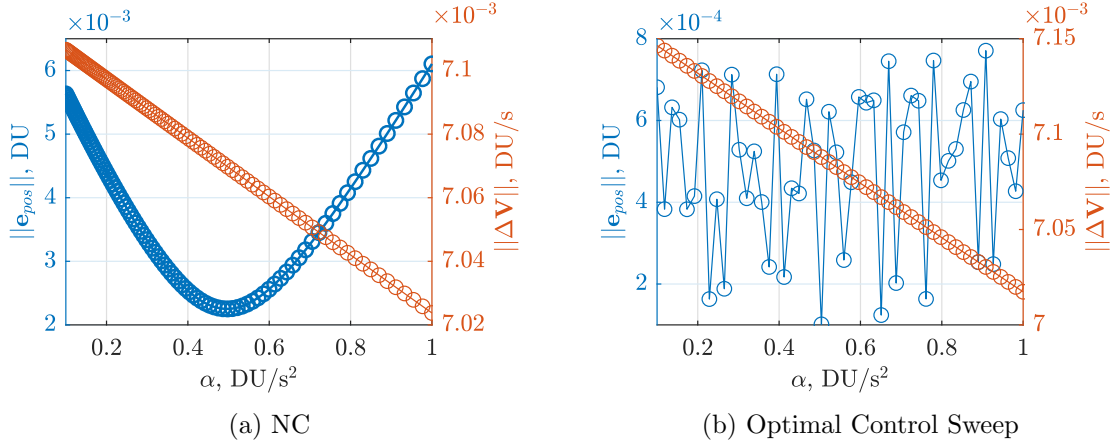 ×10⁻³
×10⁻³
6
5
4
3
2
||e_pos||, DU
7.1
7.08
7.06
7.04
7.02
||ΔV||, DU/s
0.2 0.4 0.6 0.8 1
α, DU/s²
(a) NC
×10⁻⁴
×10⁻³
8
6
4
2
||e_pos||, DU
7.15
7.1
7.05
7
||ΔV||, DU/s
0.2 0.4 0.6 0.8 1
α, DU/s²
(b) Optimal Control Sweep